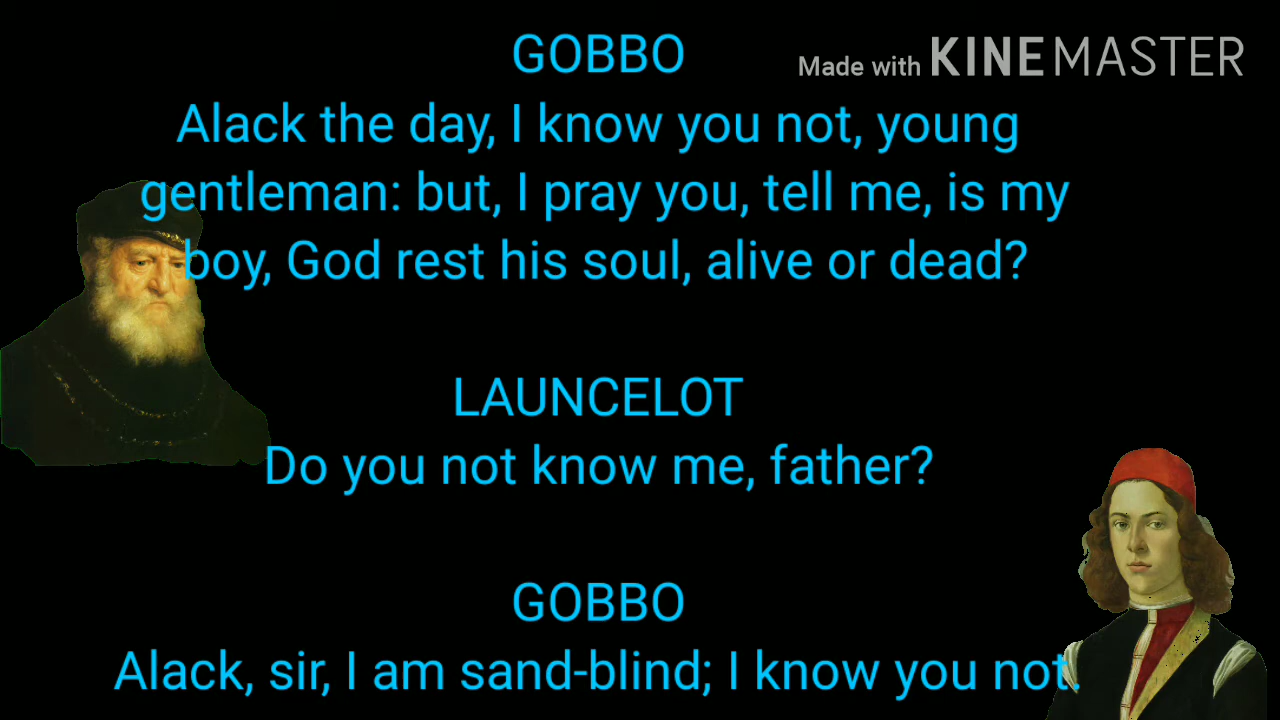 GOBBO
Made with KINEMASTER
Alack the day, I know you not, young
gentleman: but, I pray you, tell me, is my
boy, God rest his soul, alive or dead?
LAUNCELOT
Do you not know me, father?
GOBBO
Alack, sir, I am sand-blind; I know you not.